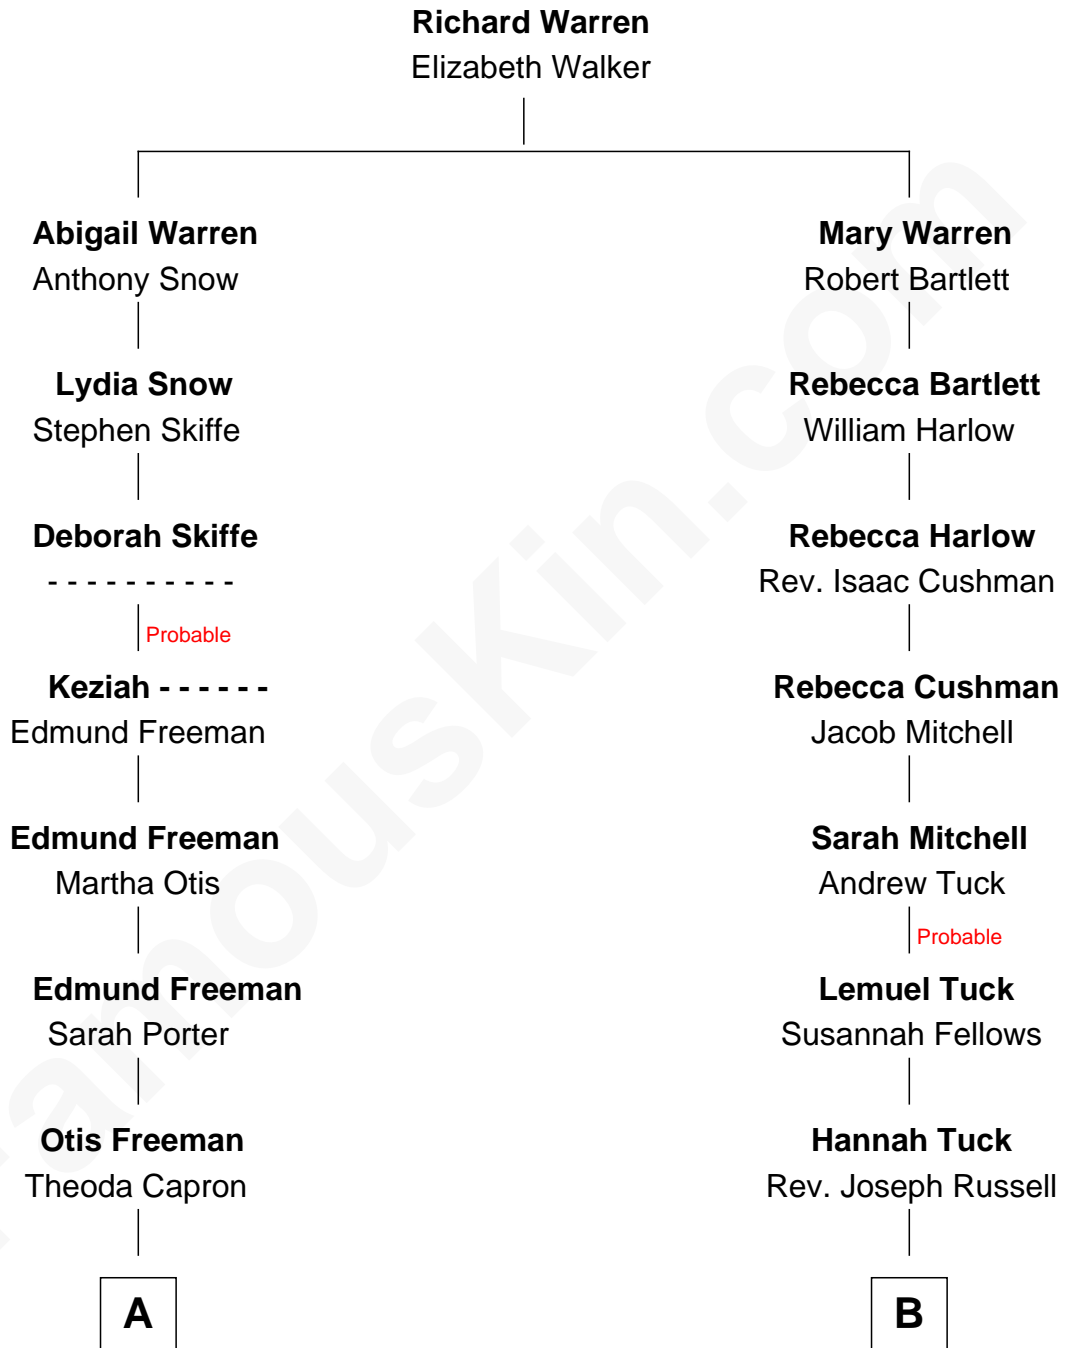 Richard Warren
Elizabeth Walker
Abigail Warren
Anthony Snow
Mary Warren
Robert Bartlett
Lydia Snow
Stephen Skiffe
Rebecca Bartlett
William Harlow
Deborah Skiffe
- - - - - - - - - -
Probable
Rebecca Harlow
Rev. Isaac Cushman
Keziah - - - - - -
Edmund Freeman
Rebecca Cushman
Jacob Mitchell
Edmund Freeman
Martha Otis
Sarah Mitchell
Andrew Tuck
Probable
Edmund Freeman
Sarah Porter
Lemuel Tuck
Susannah Fellows
Otis Freeman
Theoda Capron
Hannah Tuck
Rev. Joseph Russell
A
B
FamousKin.com